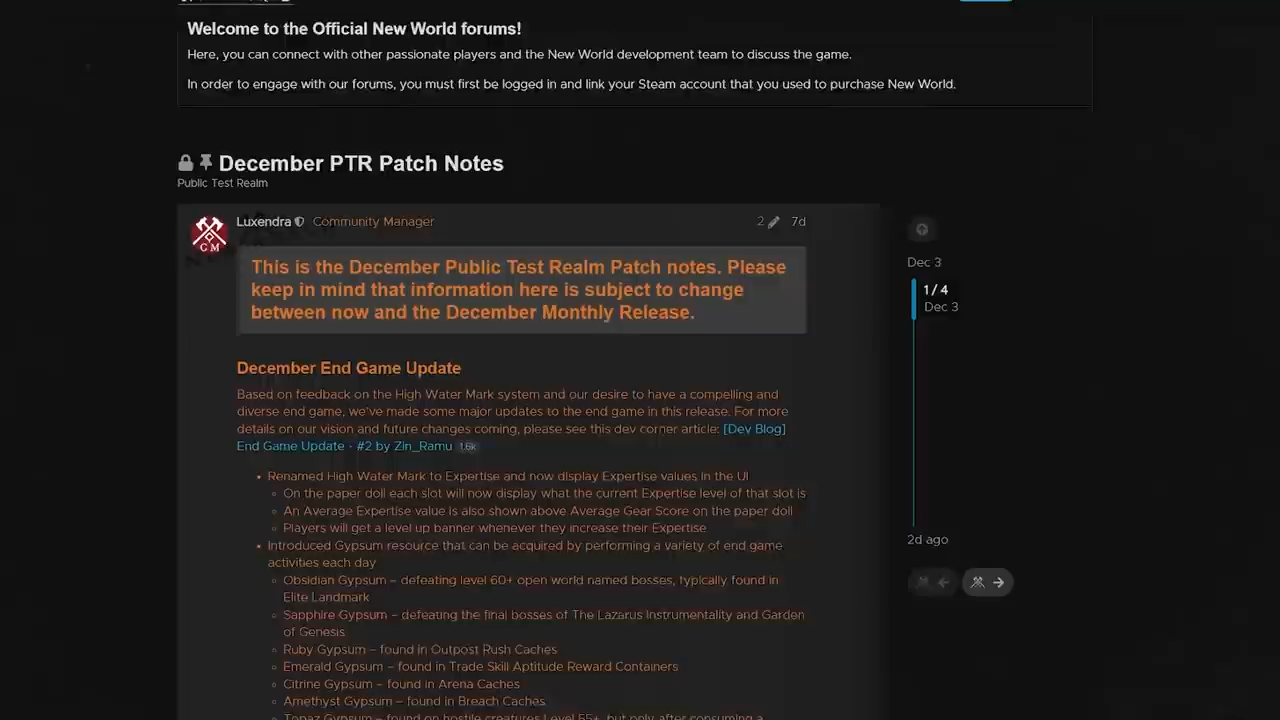 Welcome to the Official New World forums!
Here, you can connect with other passionate players and the New World development team to discuss the game.
In order to engage with our forums, you must first be logged in and link your Steam account that you used to purchase New World.
December PTR Patch Notes
Public Test Realm
Luxendra Community Manager 2 7d
CM
This is the December Public Test Realm Patch notes. Please
keep in mind that information here is subject to change
between now and the December Monthly Release.
December End Game Update
Based on feedback on the High Water Mark system and our desire to have a compelling and
diverse end game, we've made some major updates to the end game in this release. For more
details on our vision and future changes coming, please see this dev corner article: [Dev Blog]
End Game Update - #2 by Zin_Ramu 1.6k
• Renamed High Water Mark to Expertise and now display Expertise values in the UI
◦ On the paper doll each slot will now display what the current Expertise level of that slot is
◦ An Average Expertise value is also shown above Average Gear Score on the paper doll
◦ Players will get a level up banner whenever they increase their Expertise
• Introduced Gypsum resource that can be acquired by performing a variety of end game
activities each day
◦ Obsidian Gypsum – defeating level 60+ open world named bosses, typically found in
Elite Landmark
◦ Sapphire Gypsum – defeating the final bosses of The Lazarus Instrumentality and Garden
of Genesis
◦ Ruby Gypsum – found in Outpost Rush Caches
◦ Emerald Gypsum – found in Trade Skill Aptitude Reward Containers
◦ Citrine Gypsum – found in Arena Caches
◦ Amethyst Gypsum – found in Breach Caches
◦ Topaz Gypsum – found on hostile creatures Level 55+, but only after consuming a
Dec 3
1 / 4
Dec 3
2d ago